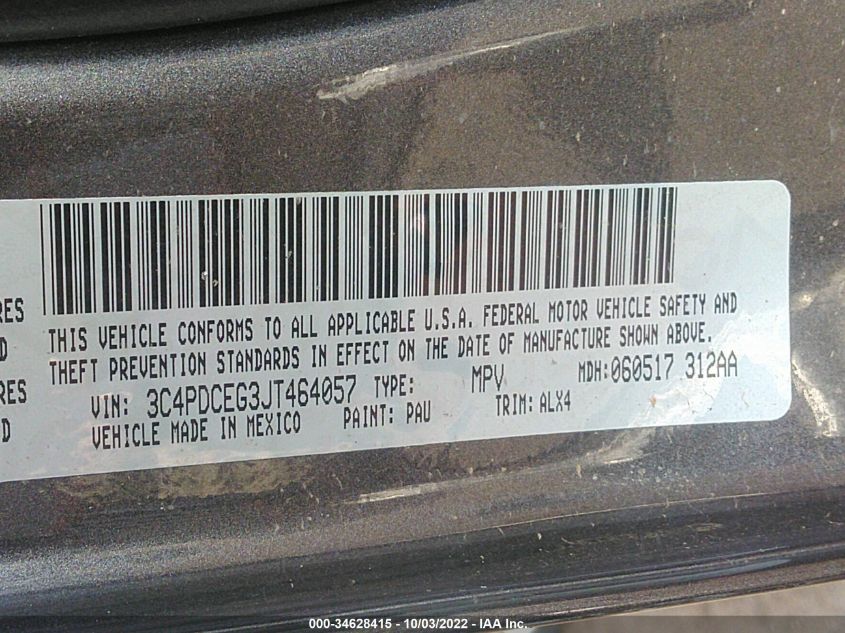 THIS VEHICLE CONFORMS TO ALL APPLICABLE U.S.A. FEDERAL MOTOR VEHICLE SAFETY AND
THEFT PREVENTION STANDARDS IN EFFECT ON THE DATE OF MANUFACTURE SHOWN ABOVE.
VIN: 3C4PDCEG3JT464057 TYPE: MPV MDH:060517 312AA
VEHICLE MADE IN MEXICO PAINT: PAU TRIM: ALX4
RES
D
RES
D
000-34628415 - 10/03/2022 - IAA Inc.